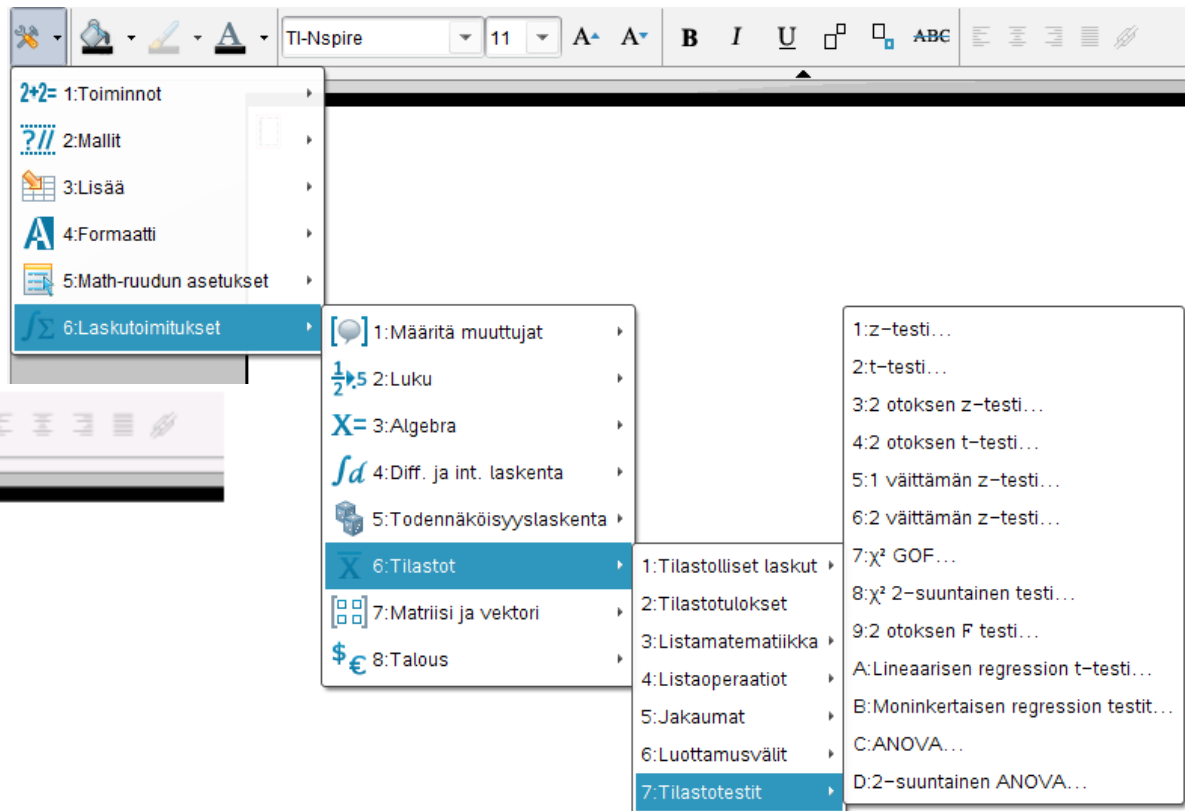 TI-Nspire 11 A A B I U ABC
2+2= 1:Toiminnot
?// 2:Mallit
3:Lisää
A 4:Formaatti
5:Math-ruudun asetukset
∫Σ 6:Laskutoimitukset
1:Määritä muuttujat
1/2 .5 2:Luku
X= 3:Algebra
∫d 4:Diff. ja int. laskenta
5:Todennäköisyyslaskenta
X̅ 6:Tilastot
7:Matriisi ja vektori
$€ 8:Talous
1:Tilastolliset laskut
2:Tilastotulokset
3:Listamatematiikka
4:Listaoperaatiot
5:Jakaumat
6:Luottamusvälit
7:Tilastotestit
1:z-testi...
2:t-testi...
3:2 otoksen z-testi...
4:2 otoksen t-testi...
5:1 väittämän z-testi...
6:2 väittämän z-testi...
7:χ² GOF...
8:χ² 2-suuntainen testi...
9:2 otoksen F testi...
A:Lineaarisen regression t-testi...
B:Moninkertaisen regression testit...
C:ANOVA...
D:2-suuntainen ANOVA...